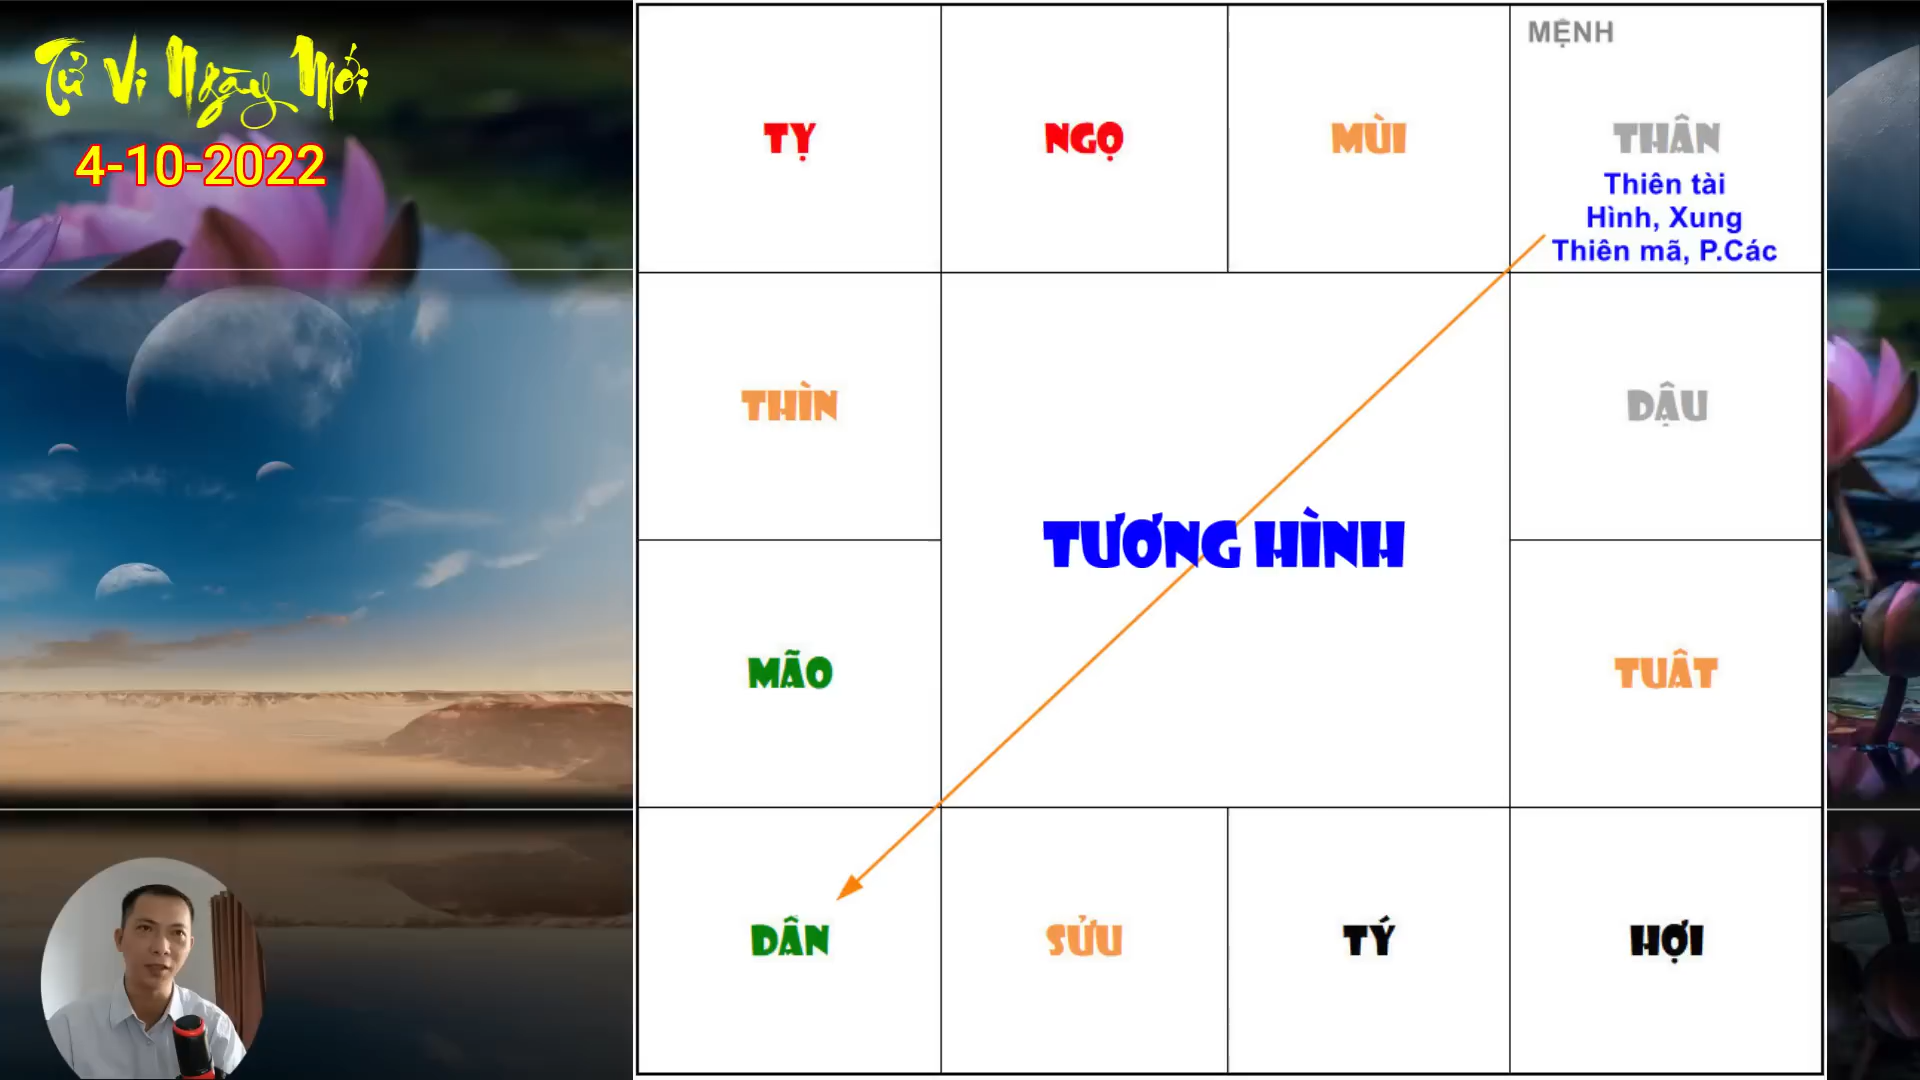 Tử Vi Ngày Mới
4-10-2022
MỆNH
TỴ
NGỌ
MÙI
THÂN
Thiên tài
Hình, Xung
Thiên mã, P.Các
THÌN
DẬU
TƯƠNG HÌNH
MÃO
TUẤT
DẦN
SỬU
TÝ
HỢI